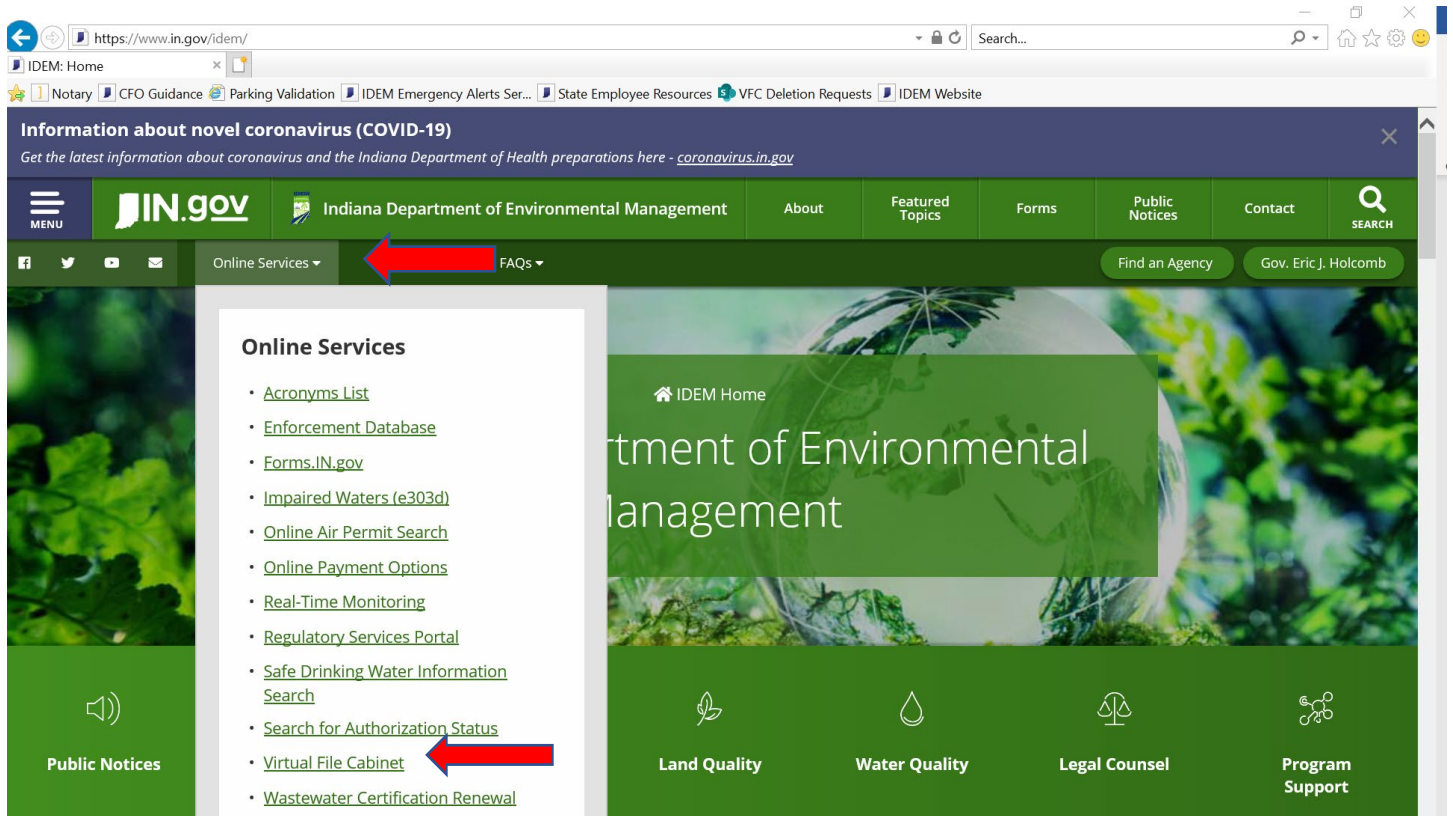 https://www.in.gov/idem/
Search...
IDEM: Home
Notary CFO Guidance Parking Validation IDEM Emergency Alerts Ser... State Employee Resources VFC Deletion Requests IDEM Website
Information about novel coronavirus (COVID-19)
Get the latest information about coronavirus and the Indiana Department of Health preparations here - coronavirus.in.gov
MENU
IN.gov
Indiana Department of Environmental Management
About
Featured
Topics
Forms
Public
Notices
Contact
SEARCH
Online Services
FAQs
Find an Agency
Gov. Eric J. Holcomb
Online Services
• Acronyms List
• Enforcement Database
• Forms.IN.gov
• Impaired Waters (e303d)
• Online Air Permit Search
• Online Payment Options
• Real-Time Monitoring
• Regulatory Services Portal
• Safe Drinking Water Information
Search
• Search for Authorization Status
• Virtual File Cabinet
• Wastewater Certification Renewal
IDEM Home
rtment of Environmental
anagement
Public Notices
Land Quality
Water Quality
Legal Counsel
Program
Support